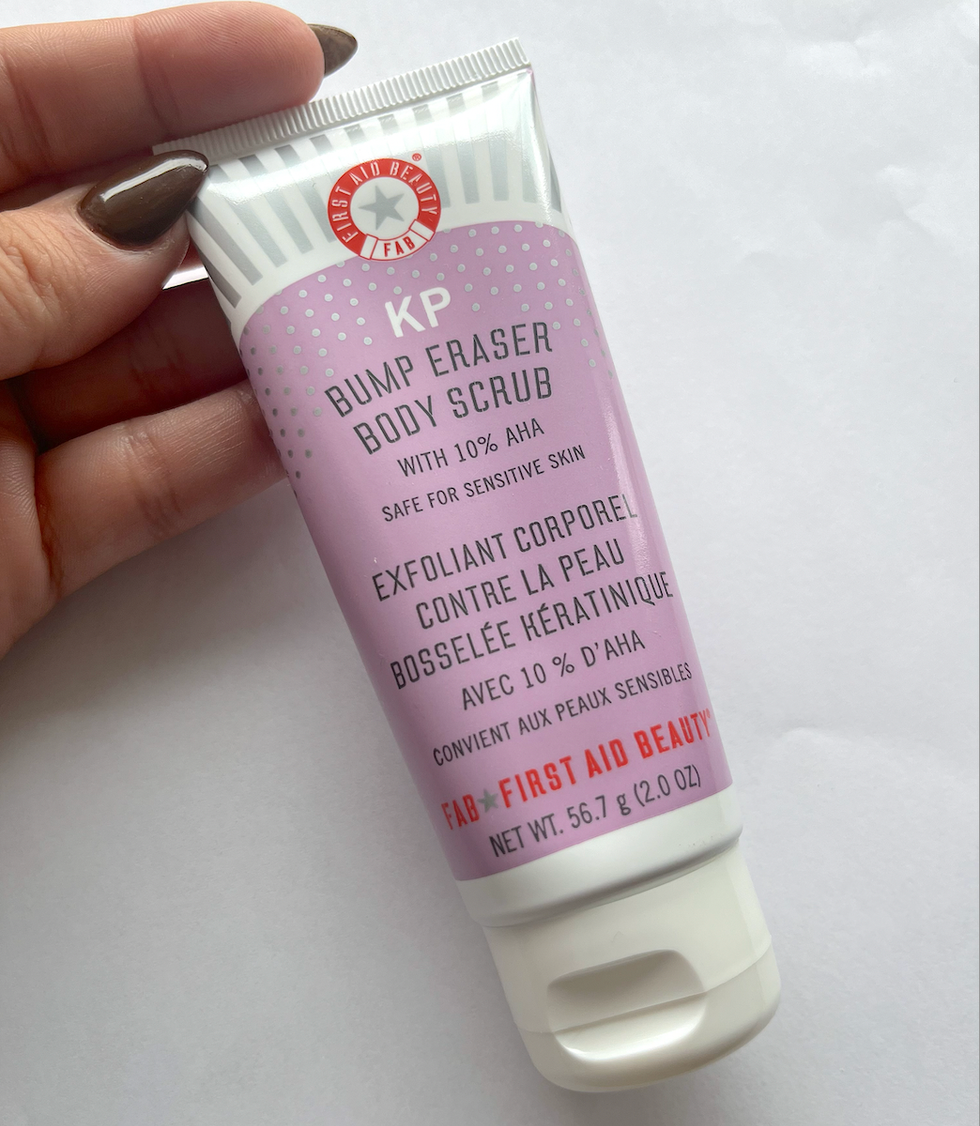 FIRST AID BEAUTY®
FAB
KP
BUMP ERASER
BODY SCRUB
WITH 10% AHA
SAFE FOR SENSITIVE SKIN
EXFOLIANT CORPOREL
CONTRE LA PEAU
BOSSELÉE KÉRATINIQUE
AVEC 10 % D'AHA
CONVIENT AUX PEAUX SENSIBLES
FAB★FIRST AID BEAUTY®
NET WT. 56.7 g (2.0 OZ)